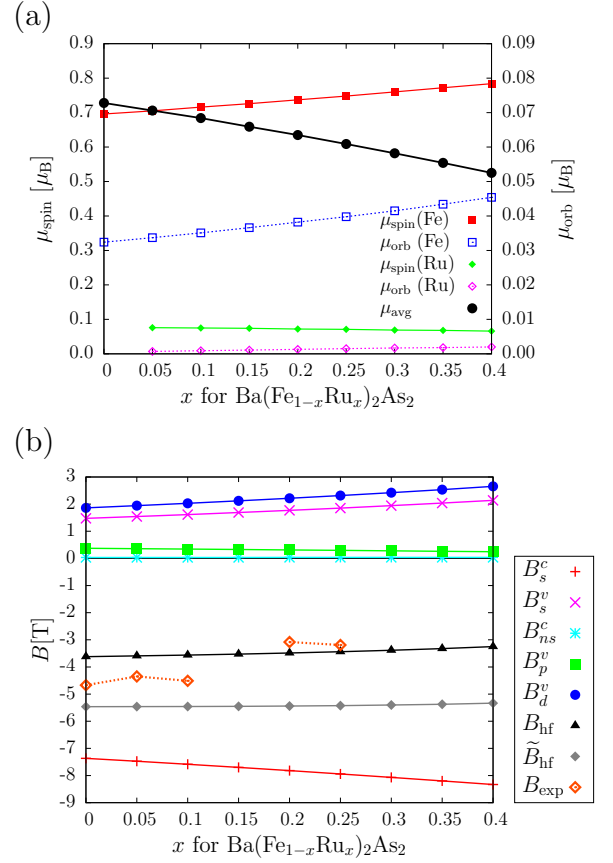 (a)
0.9 0.09
0.8 0.08
0.7 0.07
0.6 0.06
0.5 0.05
0.4 0.04
0.3 0.03
0.2 0.02
0.1 0.01
0.0 0.00
μspin [μB]
μorb [μB]
μspin(Fe)
μorb (Fe)
μspin(Ru)
μorb (Ru)
μavg
0 0.05 0.1 0.15 0.2 0.25 0.3 0.35 0.4
x for Ba(Fe1−xRux)2As2
(b)
3
2
1
0
-1
-2
-3
-4
-5
-6
-7
-8
-9
B[T]
0 0.05 0.1 0.15 0.2 0.25 0.3 0.35 0.4
x for Ba(Fe1−xRux)2As2
B^c_s
B^v_s
B^c_ns
B^v_p
B^v_d
Bhf
B̃hf
Bexp